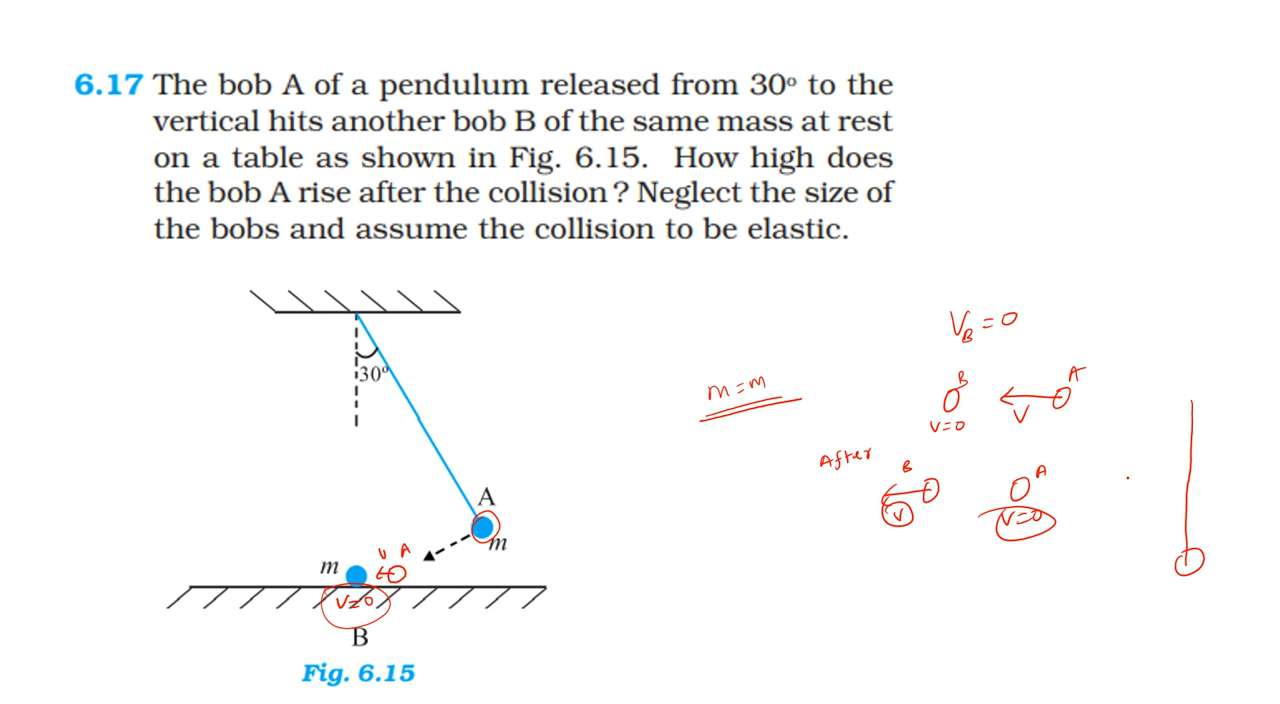 6.17 The bob A of a pendulum released from 30° to the
vertical hits another bob B of the same mass at rest
on a table as shown in Fig. 6.15. How high does
the bob A rise after the collision? Neglect the size of
the bobs and assume the collision to be elastic.
30°
A
m
m
B
Fig. 6.15
V A
V=0
V_B = 0
m = m
B
A
V=0
V
After
B
A
V
V=0